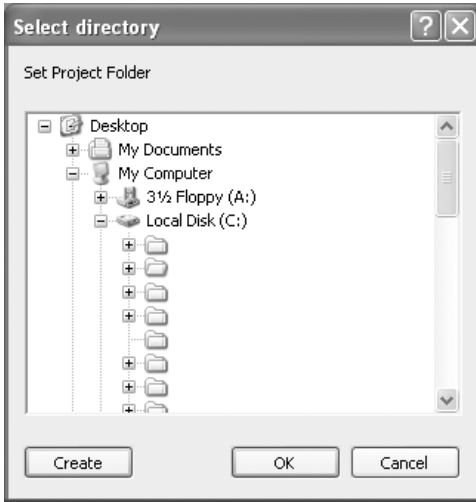 Select directory
Set Project Folder
Desktop
My Documents
My Computer
3½ Floppy (A:)
Local Disk (C:)
Create OK Cancel